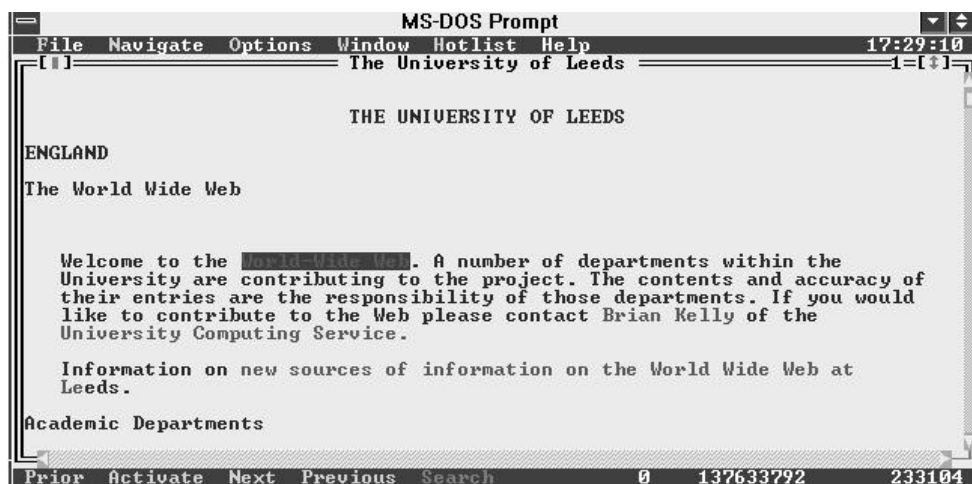 MS-DOS Prompt
File Navigate Options Window Hotlist Help 17:29:10
[▮] The University of Leeds 1=[↕]
THE UNIVERSITY OF LEEDS
ENGLAND
The World Wide Web
Welcome to the World-Wide Web. A number of departments within the
University are contributing to the project. The contents and accuracy of
their entries are the responsibility of those departments. If you would
like to contribute to the Web please contact Brian Kelly of the
University Computing Service.
Information on new sources of information on the World Wide Web at
Leeds.
Academic Departments
Prior Activate Next Previous Search 0 137633792 233104